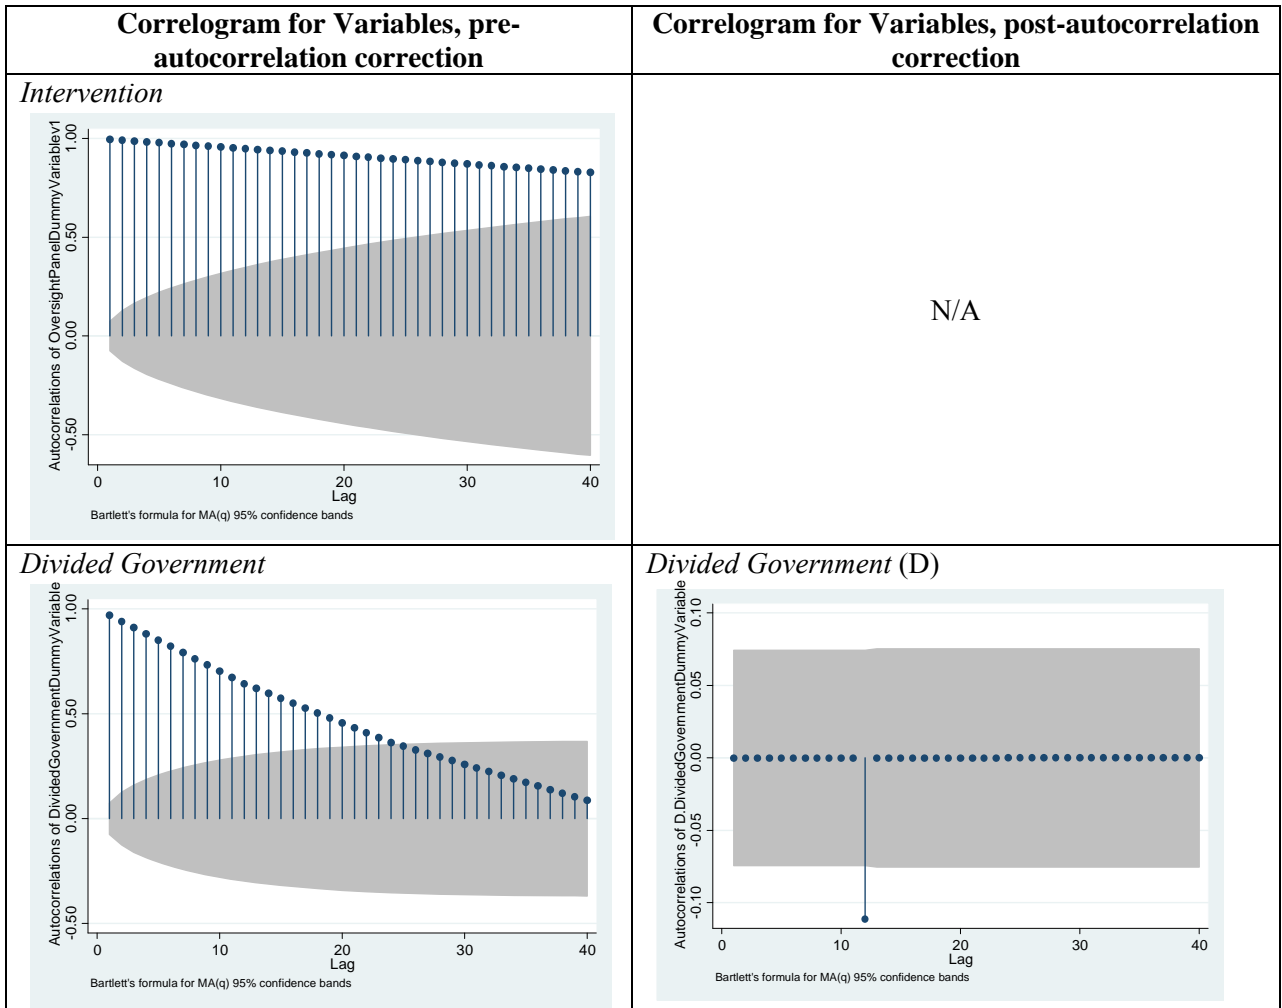 Correlogram for Variables, pre-
autocorrelation correction
Correlogram for Variables, post-autocorrelation
correction
Intervention
Autocorrelations of OversightPanelDummyVariablev1
1.00
0.50
0.00
-0.50
0 10 20 30 40
Lag
Bartlett's formula for MA(q) 95% confidence bands
N/A
Divided Government
Autocorrelations of DividedGovernmentDummyVariable
1.00
0.50
0.00
-0.50
0 10 20 30 40
Lag
Bartlett's formula for MA(q) 95% confidence bands
Divided Government (D)
Autocorrelations of D.DividedGovernmentDummyVariable
0.10
0.05
0.00
-0.05
-0.10
0 10 20 30 40
Lag
Bartlett's formula for MA(q) 95% confidence bands